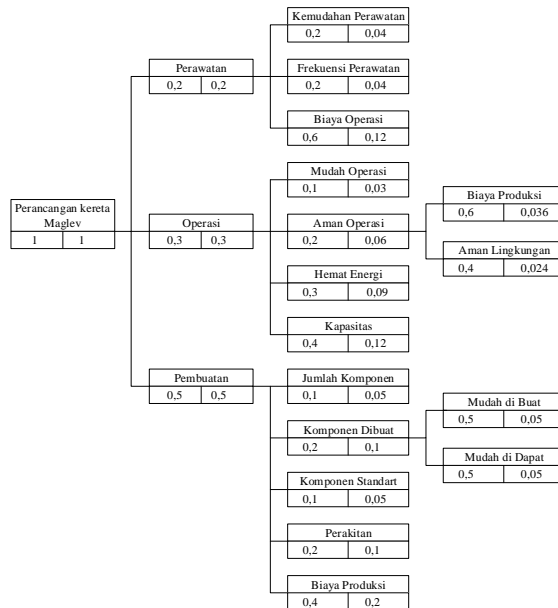 Perancangan kereta
Maglev
1 1
Perawatan
0,2 0,2
Kemudahan Perawatan
0,2 0,04
Frekuensi Perawatan
0,2 0,04
Biaya Operasi
0,6 0,12
Operasi
0,3 0,3
Mudah Operasi
0,1 0,03
Aman Operasi
0,2 0,06
Biaya Produksi
0,6 0,036
Aman Lingkungan
0,4 0,024
Hemat Energi
0,3 0,09
Kapasitas
0,4 0,12
Pembuatan
0,5 0,5
Jumlah Komponen
0,1 0,05
Komponen Dibuat
0,2 0,1
Mudah di Buat
0,5 0,05
Mudah di Dapat
0,5 0,05
Komponen Standart
0,1 0,05
Perakitan
0,2 0,1
Biaya Produksi
0,4 0,2